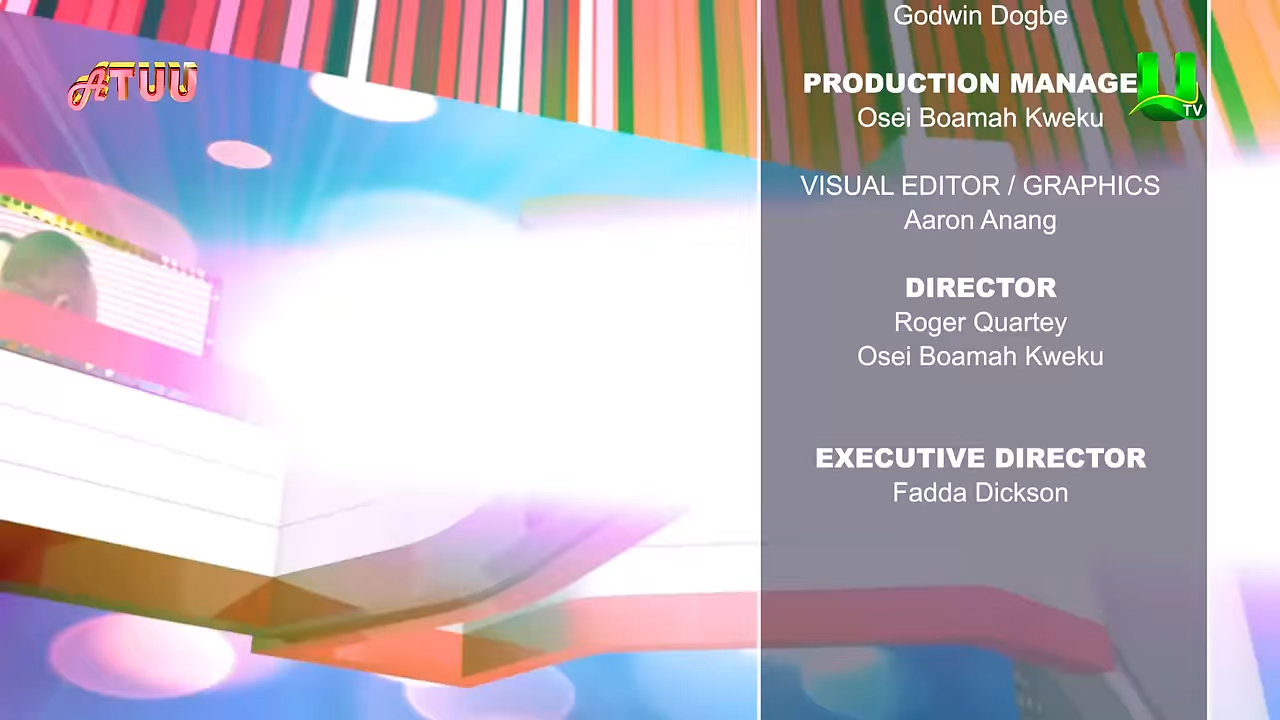 ATUU
Godwin Dogbe
PRODUCTION MANAGE
U
TV
Osei Boamah Kweku
VISUAL EDITOR / GRAPHICS
Aaron Anang
DIRECTOR
Roger Quartey
Osei Boamah Kweku
EXECUTIVE DIRECTOR
Fadda Dickson